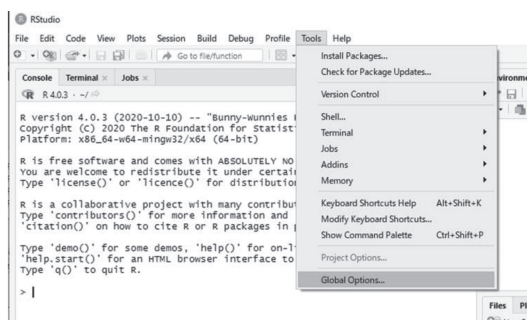 RStudio
File Edit Code View Plots Session Build Debug Profile Tools Help
Go to file/function
Console Terminal × Jobs ×
R 4.0.3 · ~/
R version 4.0.3 (2020-10-10) -- "Bunny-Wunnies
Copyright (C) 2020 The R Foundation for Statist
Platform: x86_64-w64-mingw32/x64 (64-bit)
R is free software and comes with ABSOLUTELY NO
You are welcome to redistribute it under certai
Type 'license()' or 'licence()' for distribution
R is a collaborative project with many contribu
Type 'contributors()' for more information and
'citation()' on how to cite R or R packages in
Type 'demo()' for some demos, 'help()' for on-l
'help.start()' for an HTML browser interface to
Type 'q()' to quit R.
>
Install Packages...
Check for Package Updates...
Version Control
Shell...
Terminal
Jobs
Addins
Memory
Keyboard Shortcuts Help Alt+Shift+K
Modify Keyboard Shortcuts...
Show Command Palette Ctrl+Shift+P
Project Options...
Global Options...
vironme
Files Pl